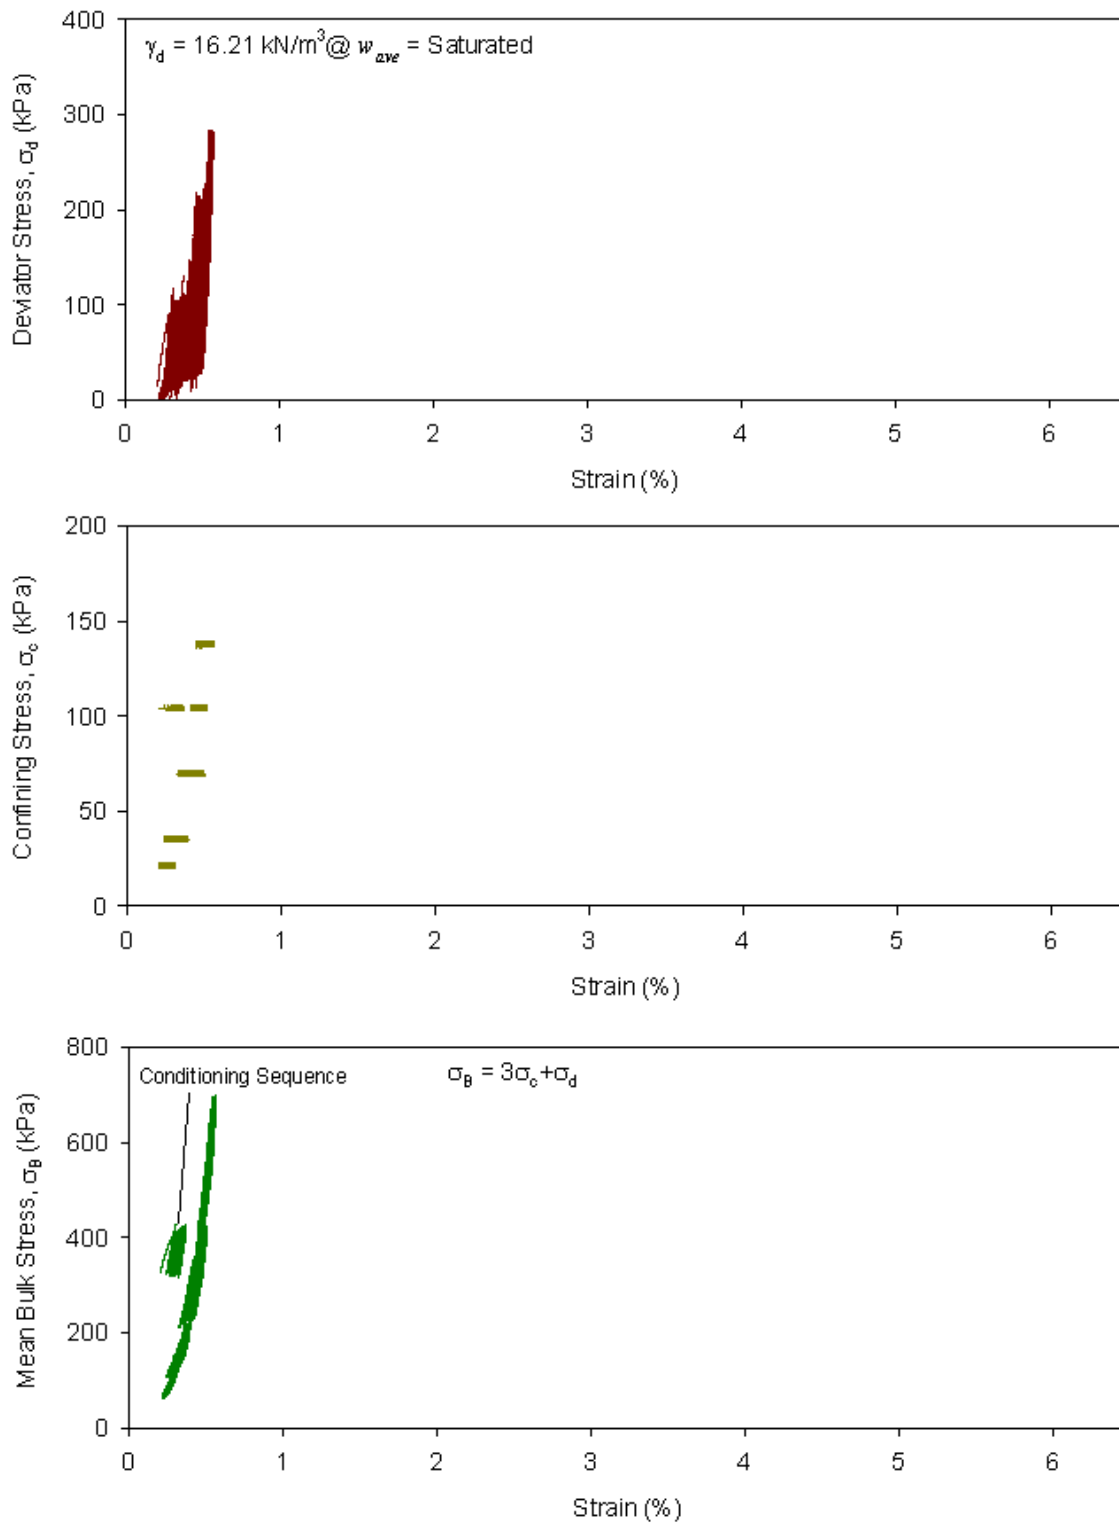 400
γd = 16.21 kN/m³@ wave = Saturated
300
200
100
0
Deviator Stress, σd (kPa)
0 1 2 3 4 5 6
Strain (%)
200
150
100
50
0
Confining Stress, σc (kPa)
0 1 2 3 4 5 6
Strain (%)
800
Conditioning Sequence
σB = 3σc+σd
600
400
200
0
Mean Bulk Stress, σB (kPa)
0 1 2 3 4 5 6
Strain (%)